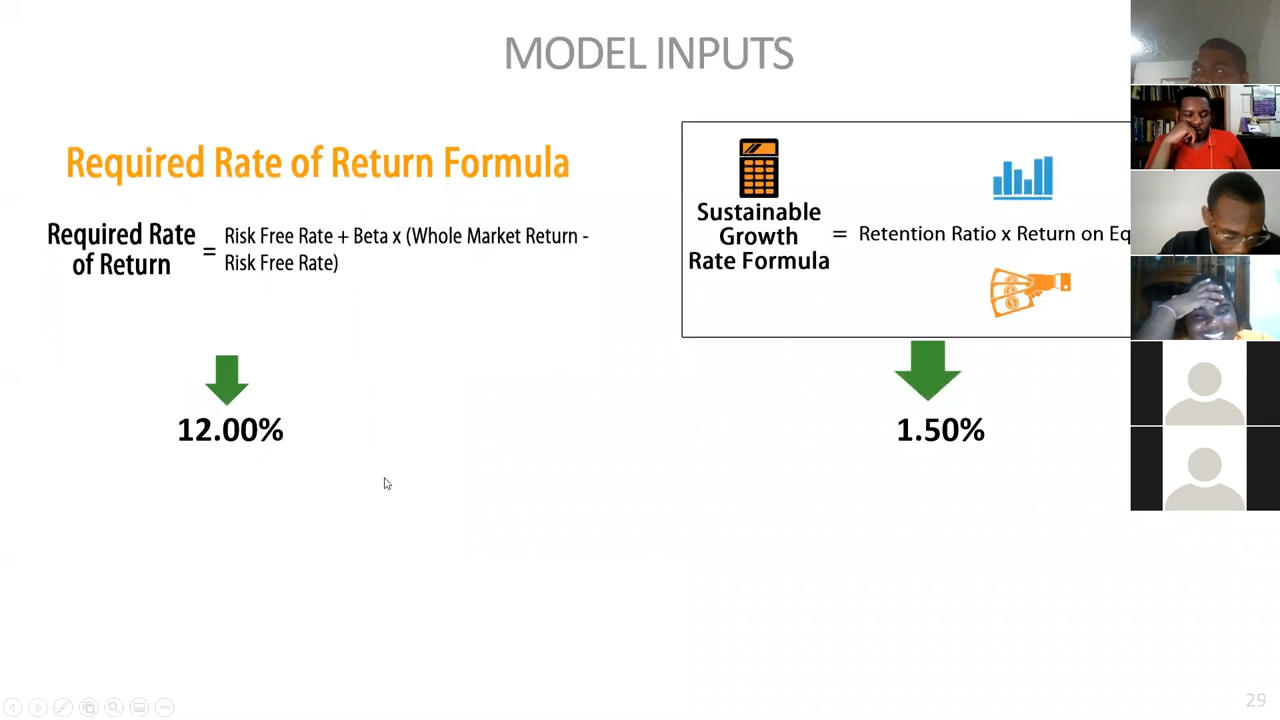 MODEL INPUTS
Required Rate of Return Formula
Required Rate
of Return
=
Risk Free Rate + Beta x (Whole Market Return -
Risk Free Rate)
12.00%
Sustainable
Growth
Rate Formula
= Retention Ratio x Return on Eq
1.50%
29